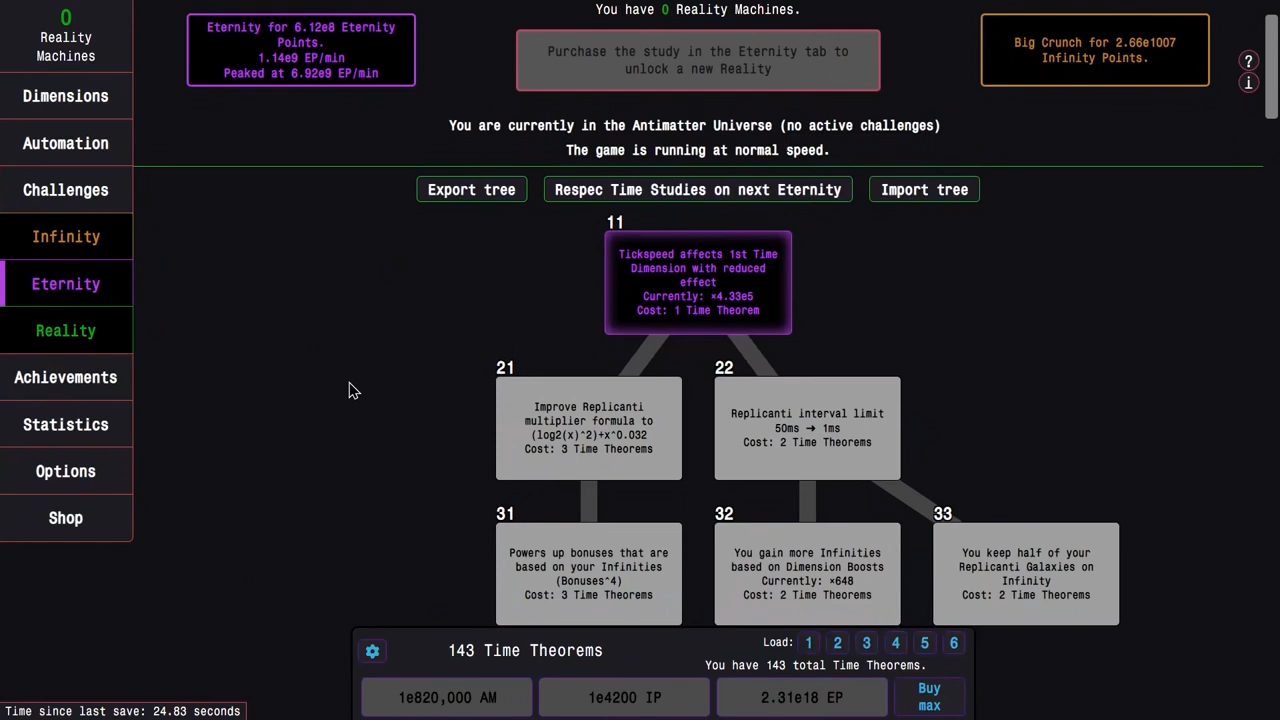 0
Reality
Machines
Dimensions
Automation
Challenges
Infinity
Eternity
Reality
Achievements
Statistics
Options
Shop
Time since last save: 24.83 seconds
Eternity for 6.12e8 Eternity
Points.
1.14e9 EP/min
Peaked at 6.92e9 EP/min
You have 0 Reality Machines.
Purchase the study in the Eternity tab to
unlock a new Reality
Big Crunch for 2.66e1007
Infinity Points.
?
i
You are currently in the Antimatter Universe (no active challenges)
The game is running at normal speed.
Export tree
Respec Time Studies on next Eternity
Import tree
11
Tickspeed affects 1st Time
Dimension with reduced
effect
Currently: ×4.33e5
Cost: 1 Time Theorem
21
Improve Replicanti
multiplier formula to
(log2(x)^2)+x^0.032
Cost: 3 Time Theorems
22
Replicanti interval limit
50ms → 1ms
Cost: 2 Time Theorems
31
Powers up bonuses that are
based on your Infinities
(Bonuses^4)
Cost: 3 Time Theorems
32
You gain more Infinities
based on Dimension Boosts
Currently: ×648
Cost: 2 Time Theorems
33
You keep half of your
Replicanti Galaxies on
Infinity
Cost: 2 Time Theorems
143 Time Theorems
Load: 1 2 3 4 5 6
You have 143 total Time Theorems.
1e820,000 AM
1e4200 IP
2.31e18 EP
Buy
max